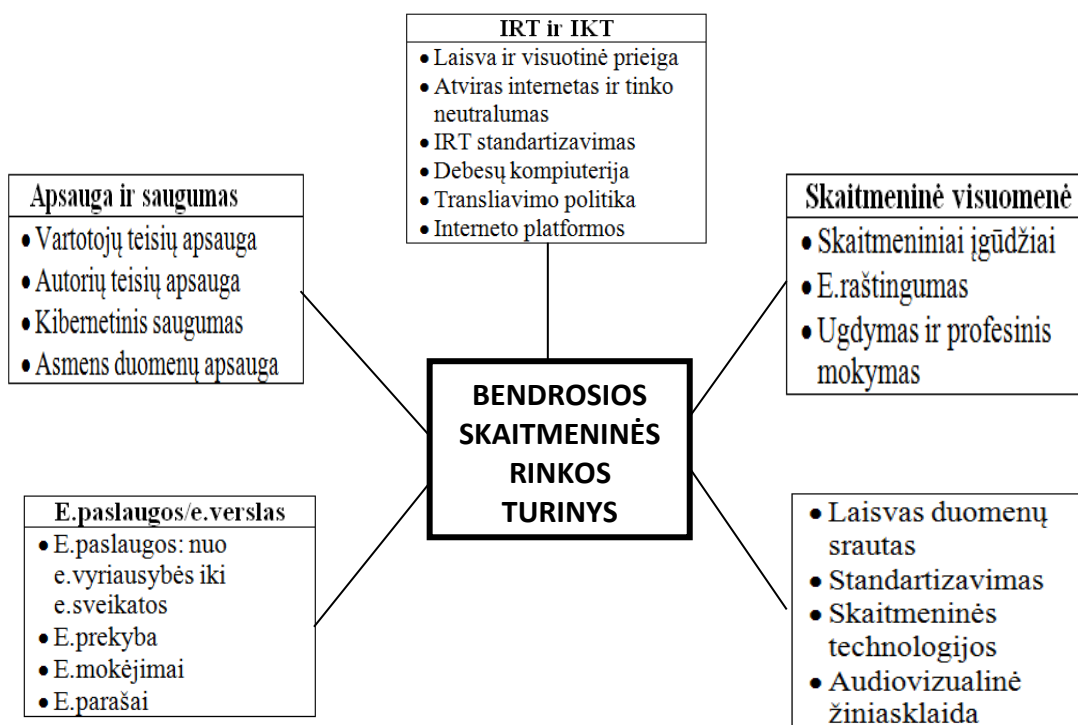 IRT ir IKT
• Laisva ir visuotinė prieiga
• Atviras internetas ir tinko
neutralumas
• IRT standartizavimas
• Debesų kompiuterija
• Transliavimo politika
• Interneto platformos
Apsauga ir saugumas
• Vartotojų teisių apsauga
• Autorių teisių apsauga
• Kibernetinis saugumas
• Asmens duomenų apsauga
Skaitmeninė visuomenė
• Skaitmeniniai įgūdžiai
• E.raštingumas
• Ugdymas ir profesinis
mokymas
BENDROSIOS
SKAITMENINĖS
RINKOS
TURINYS
E.paslaugos/e.verslas
• E.paslaugos: nuo
e.vyriausybės iki
e.sveikatos
• E.prekyba
• E.mokėjimai
• E.parašai
• Laisvas duomenų
srautas
• Standartizavimas
• Skaitmeninės
technologijos
• Audiovizualinė
žiniasklaida